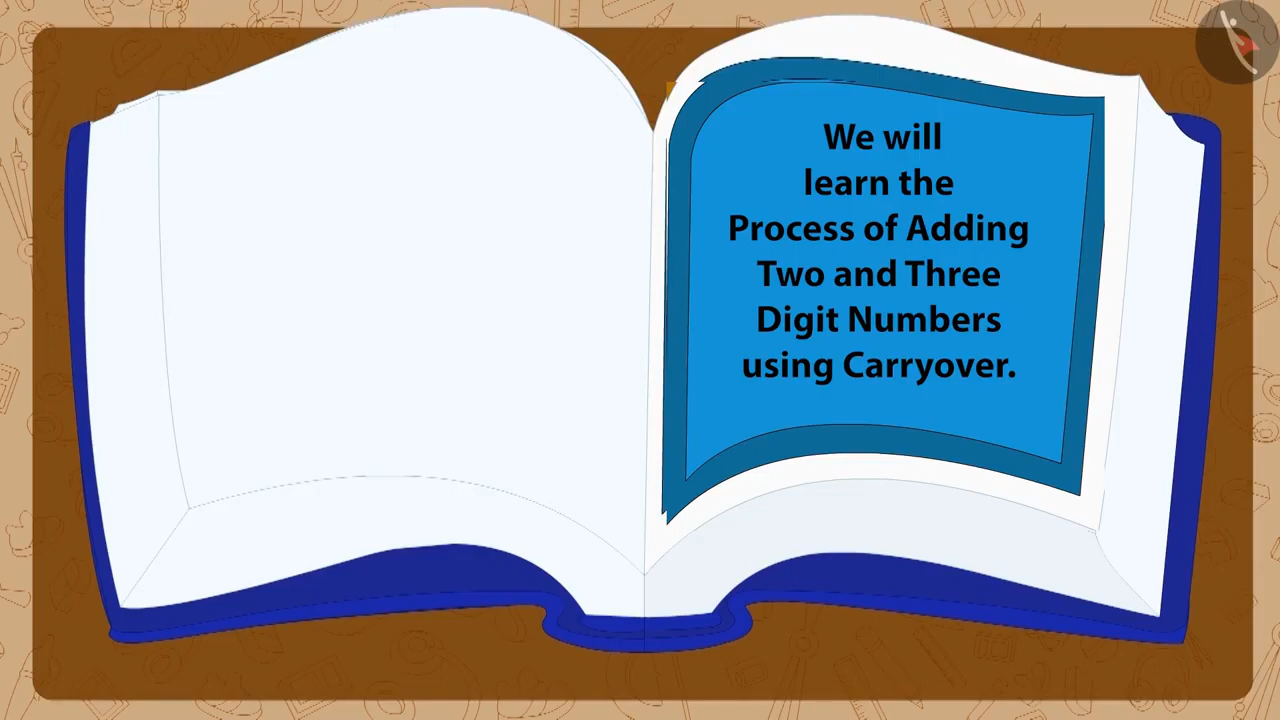 We will
learn the
Process of Adding
Two and Three
Digit Numbers
using Carryover.